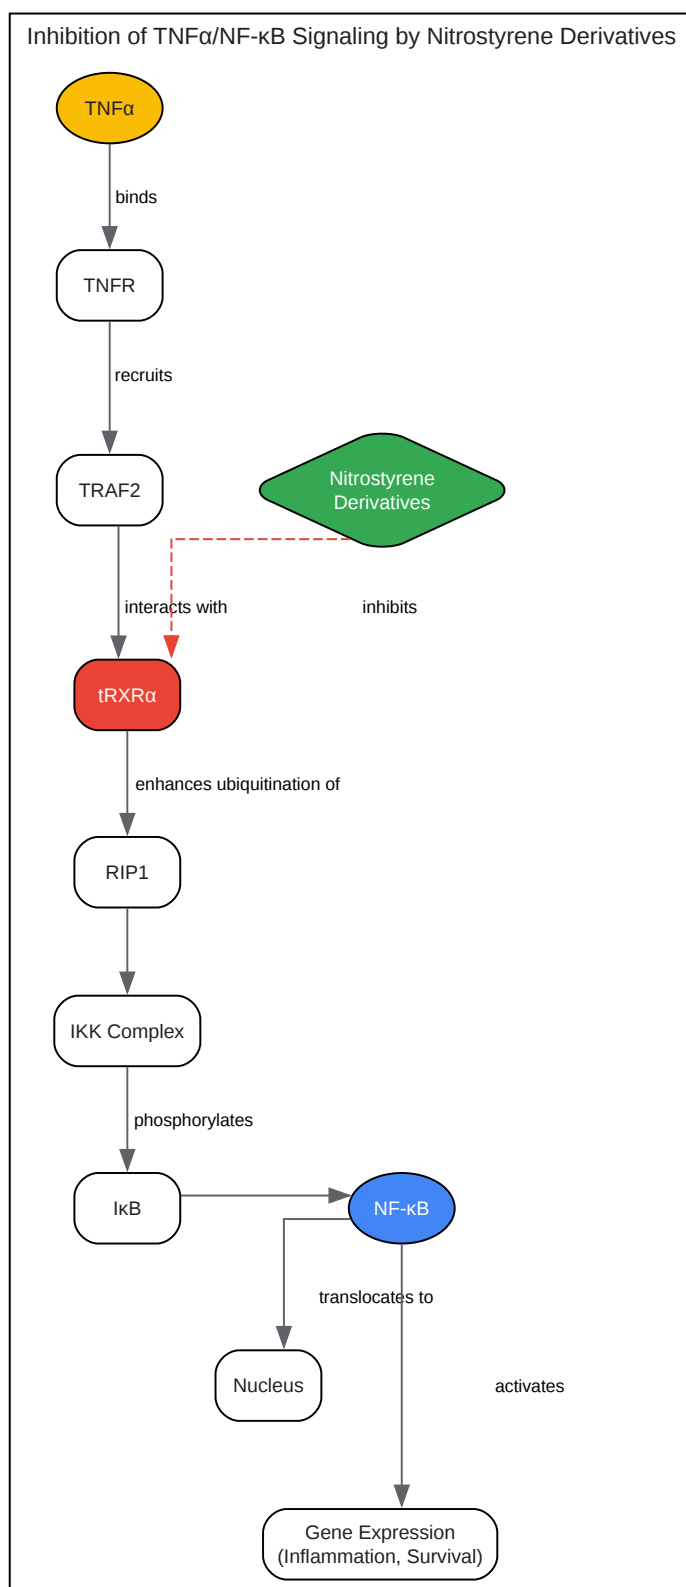 Inhibition of TNFα/NF-κB Signaling by Nitrostyrene Derivatives
TNFα
binds
TNFR
recruits
TRAF2
Nitrostyrene
Derivatives
interacts with
inhibits
tRXRα
enhances ubiquitination of
RIP1
IKK Complex
phosphorylates
IκB
NF-κB
translocates to
Nucleus
activates
Gene Expression
(Inflammation, Survival)